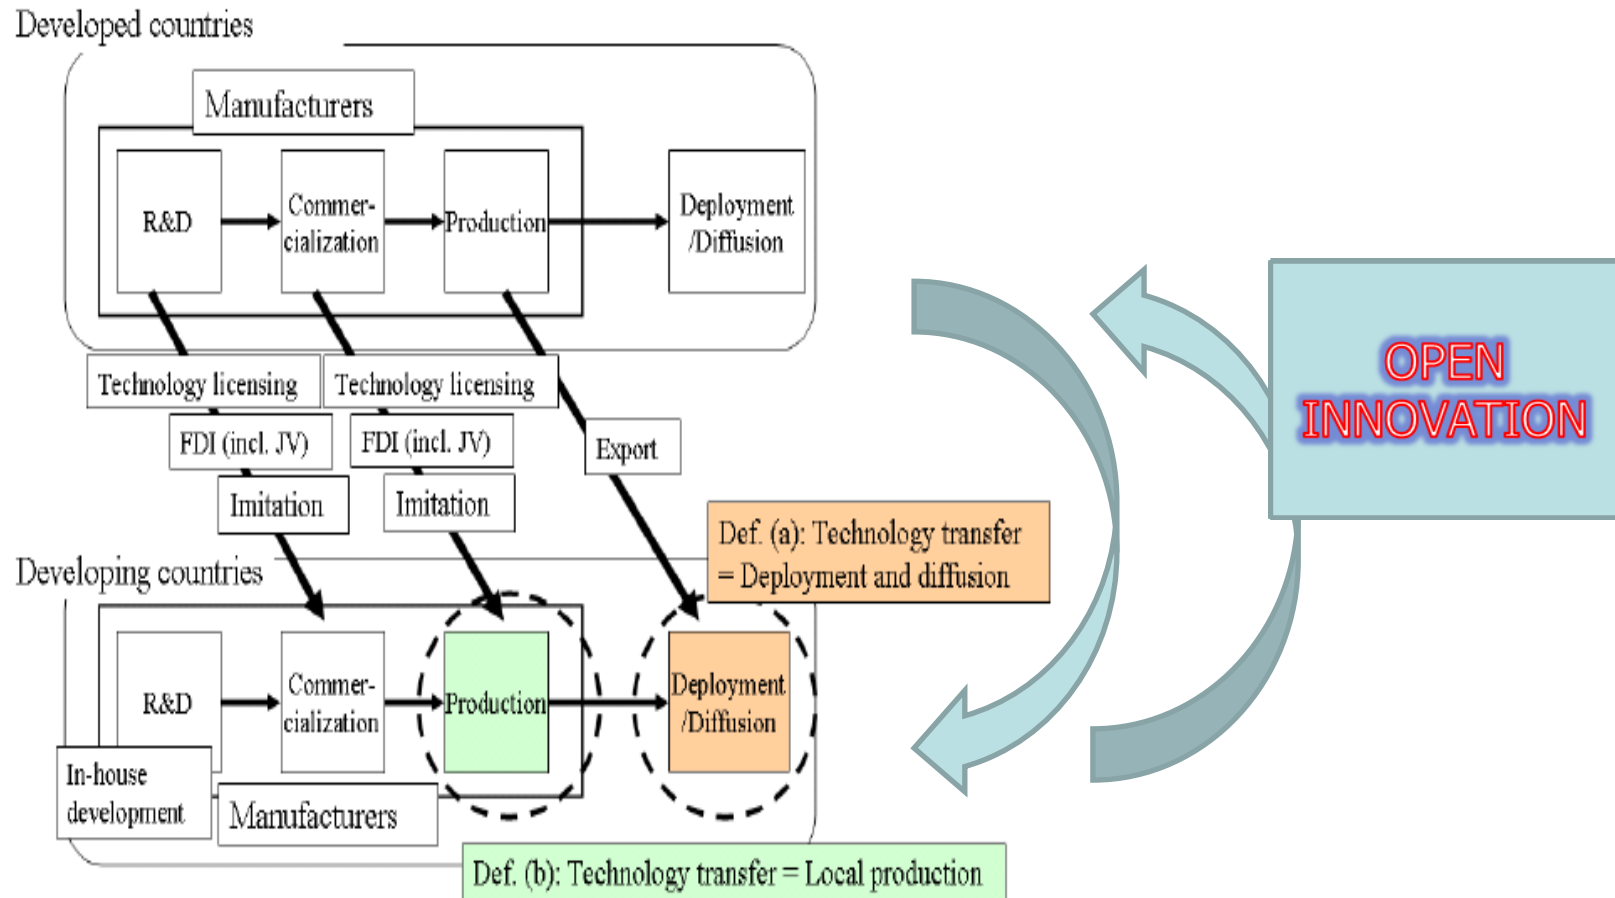 Developed countries
Manufacturers
R&D
Commer-
cialization
Production
Deployment
/Diffusion
Technology licensing
Technology licensing
FDI (incl. JV)
FDI (incl. JV)
Export
Imitation
Imitation
OPEN
INNOVATION
Def. (a): Technology transfer
= Deployment and diffusion
Developing countries
R&D
Commer-
cialization
Production
Deployment
/Diffusion
In-house
development
Manufacturers
Def. (b): Technology transfer = Local production